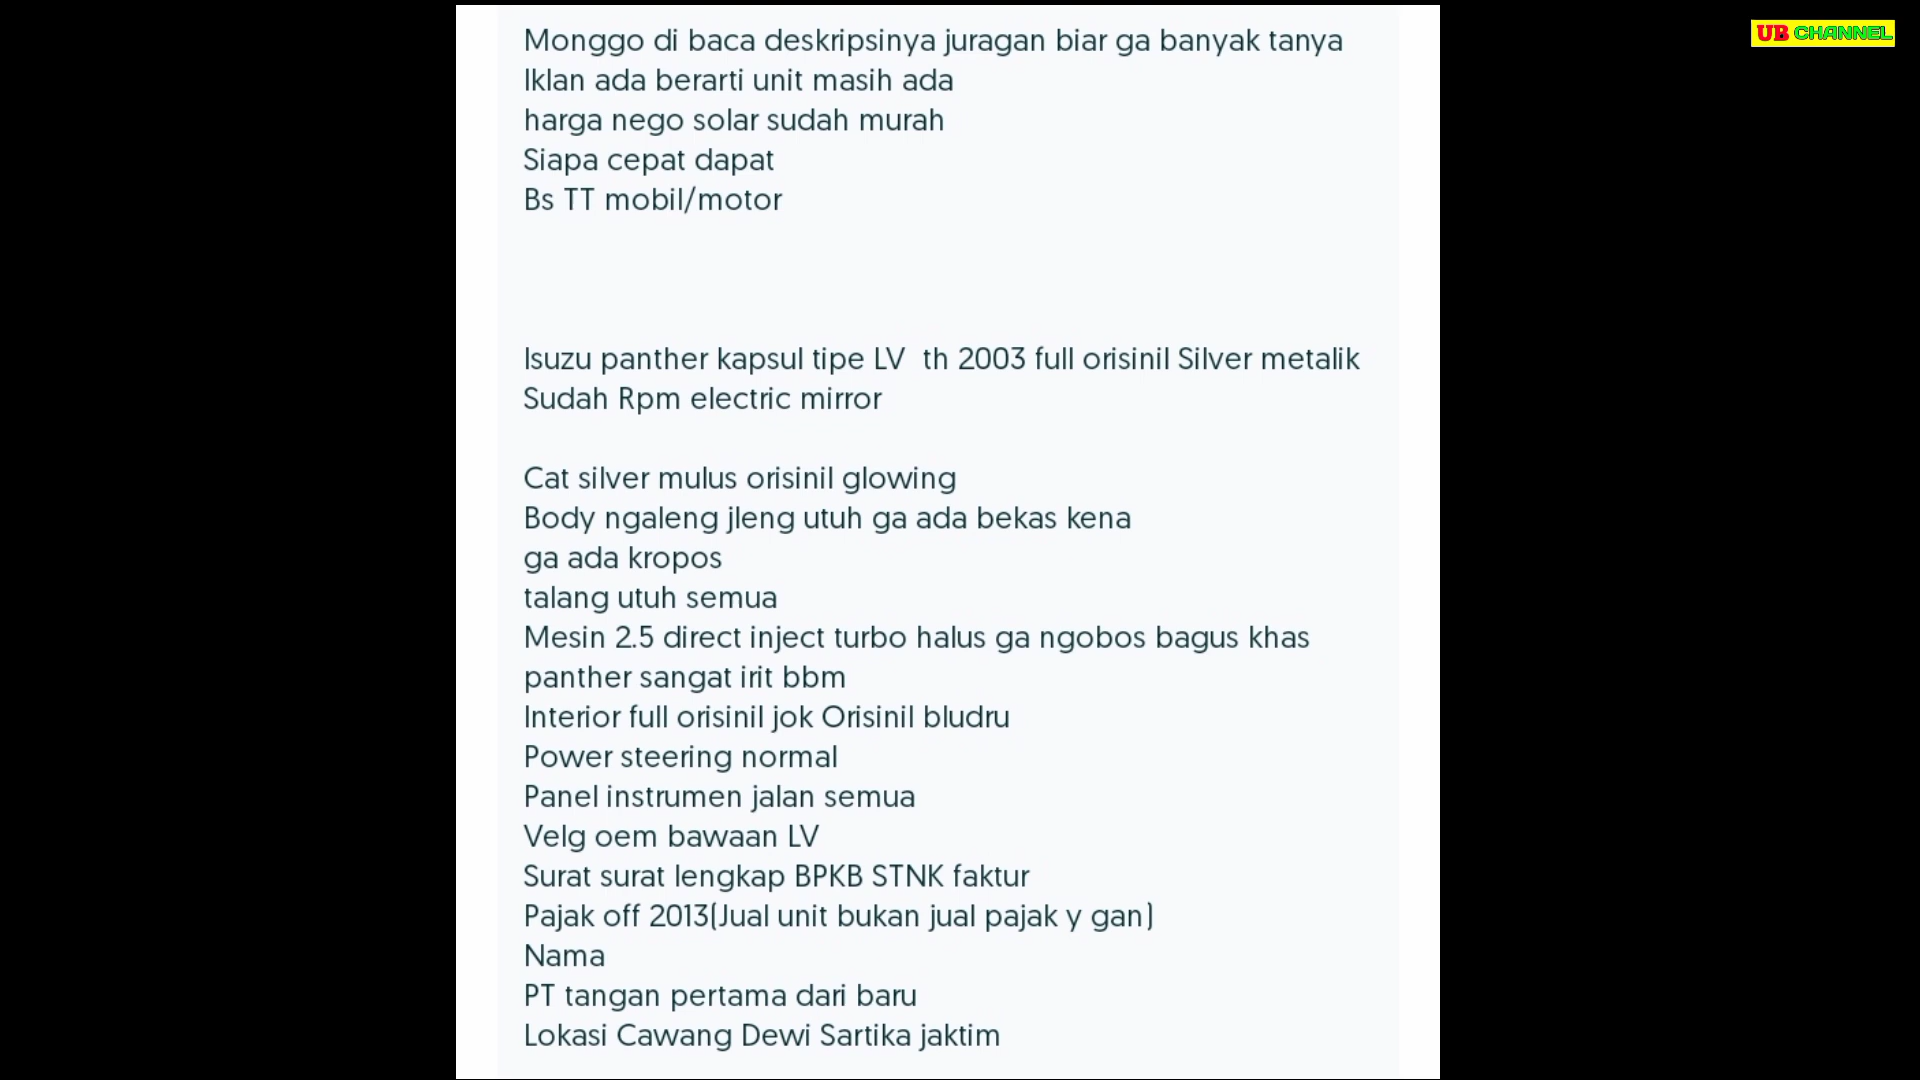 UB CHANNEL
Monggo di baca deskripsinya juragan biar ga banyak tanya
Iklan ada berarti unit masih ada
harga nego solar sudah murah
Siapa cepat dapat
Bs TT mobil/motor
Isuzu panther kapsul tipe LV  th 2003 full orisinil Silver metalik
Sudah Rpm electric mirror
Cat silver mulus orisinil glowing
Body ngaleng jleng utuh ga ada bekas kena
ga ada kropos
talang utuh semua
Mesin 2.5 direct inject turbo halus ga ngobos bagus khas
panther sangat irit bbm
Interior full orisinil jok Orisinil bludru
Power steering normal
Panel instrumen jalan semua
Velg oem bawaan LV
Surat surat lengkap BPKB STNK faktur
Pajak off 2013(Jual unit bukan jual pajak y gan)
Nama
PT tangan pertama dari baru
Lokasi Cawang Dewi Sartika jaktim